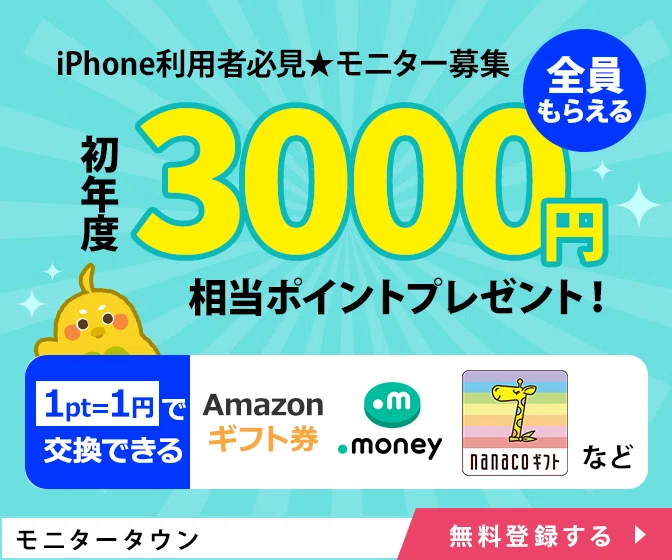 iPhone利用者必見★モニター募集
全員
もらえる
初年度
3000円
相当ポイントプレゼント！
1pt=1円で
交換できる
Amazon
ギフト券
.m
.money
nanacoギフト
など
モニタータウン
無料登録する